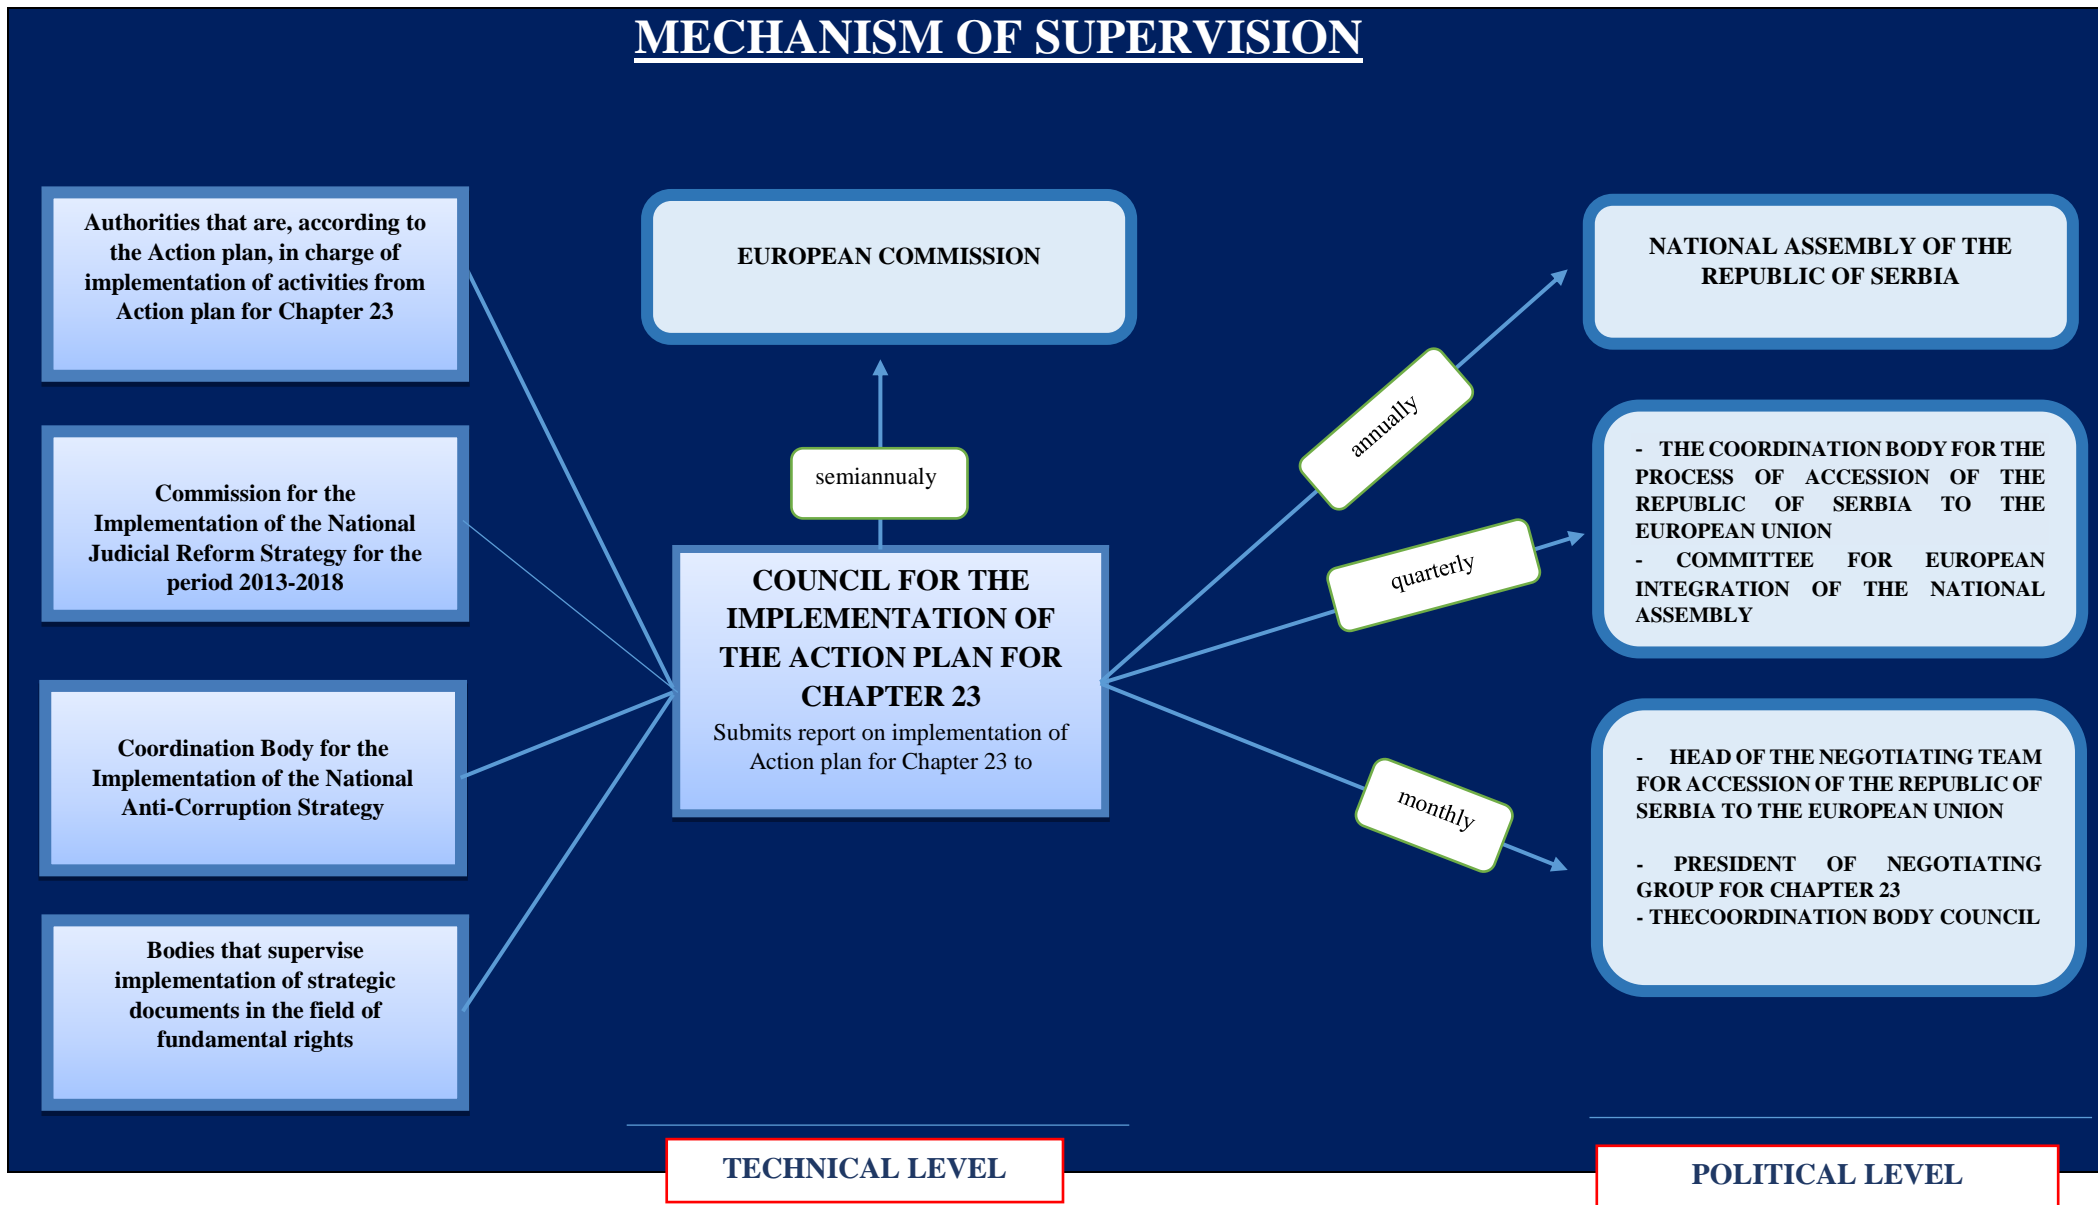 MECHANISM OF SUPERVISION
Authorities that are, according to
the Action plan, in charge of
implementation of activities from
Action plan for Chapter 23
Commission for the
Implementation of the National
Judicial Reform Strategy for the
period 2013-2018
Coordination Body for the
Implementation of the National
Anti-Corruption Strategy
Bodies that supervise
implementation of strategic
documents in the field of
fundamental rights
EUROPEAN COMMISSION
semiannualy
COUNCIL FOR THE
IMPLEMENTATION OF
THE ACTION PLAN FOR
CHAPTER 23
Submits report on implementation of
Action plan for Chapter 23 to
annually
quarterly
monthly
NATIONAL ASSEMBLY OF THE
REPUBLIC OF SERBIA
- THE COORDINATION BODY FOR THE
PROCESS OF ACCESSION OF THE
REPUBLIC OF SERBIA TO THE
EUROPEAN UNION
- COMMITTEE FOR EUROPEAN
INTEGRATION OF THE NATIONAL
ASSEMBLY
- HEAD OF THE NEGOTIATING TEAM
FOR ACCESSION OF THE REPUBLIC OF
SERBIA TO THE EUROPEAN UNION
- PRESIDENT OF NEGOTIATING
GROUP FOR CHAPTER 23
- THECOORDINATION BODY COUNCIL
TECHNICAL LEVEL
POLITICAL LEVEL